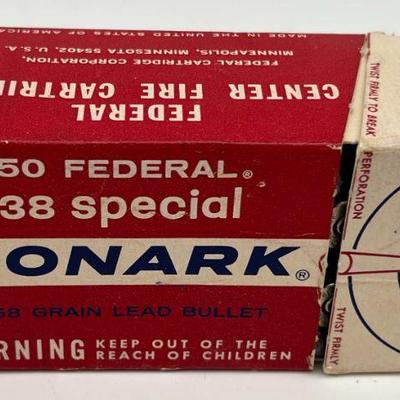 FEDERAL
CENTER FIRE CARTRI
FEDERAL CARTRIDGE CORPORATION,
MINNEAPOLIS, MINNESOTA 55402, U.S.A.
MADE IN THE UNITED STATES OF AMERICA
50 FEDERAL®
38 special
ONARK®
58 GRAIN LEAD BULLET
RNING KEEP OUT OF THE
REACH OF CHILDREN
TWIST FIRMLY TO BREAK
PERFORATION
TWIST FIRMLY